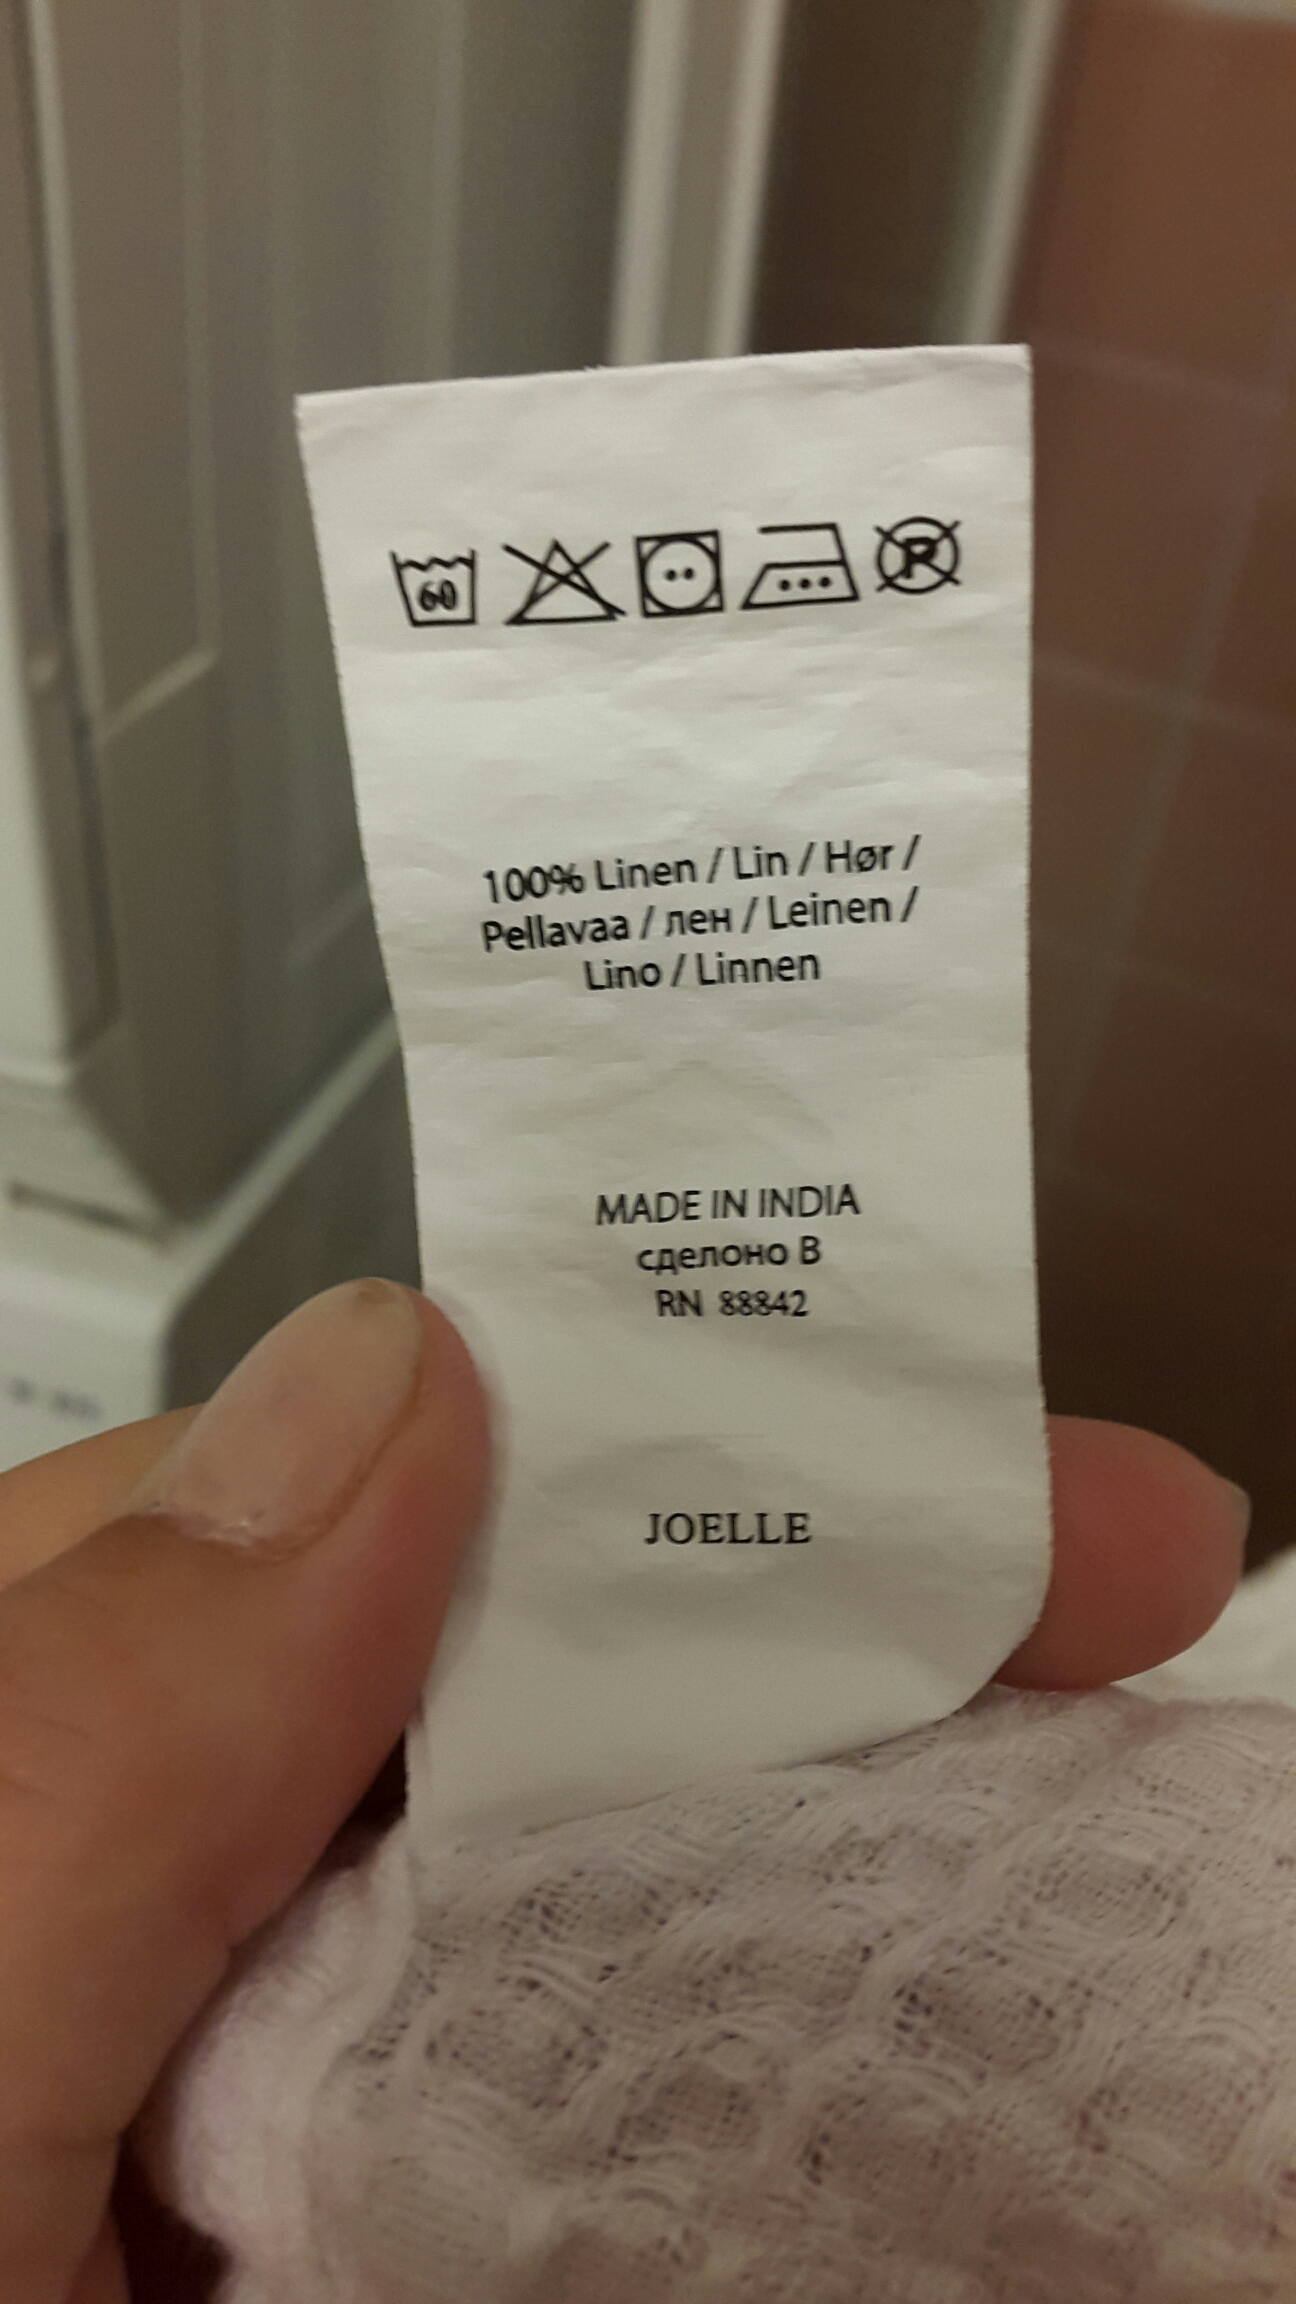 60
P
100% Linen / Lin / Hør /
Pellavaa / лен / Leinen /
Lino / Linnen
MADE IN INDIA
сделоно В
RN 88842
JOELLE